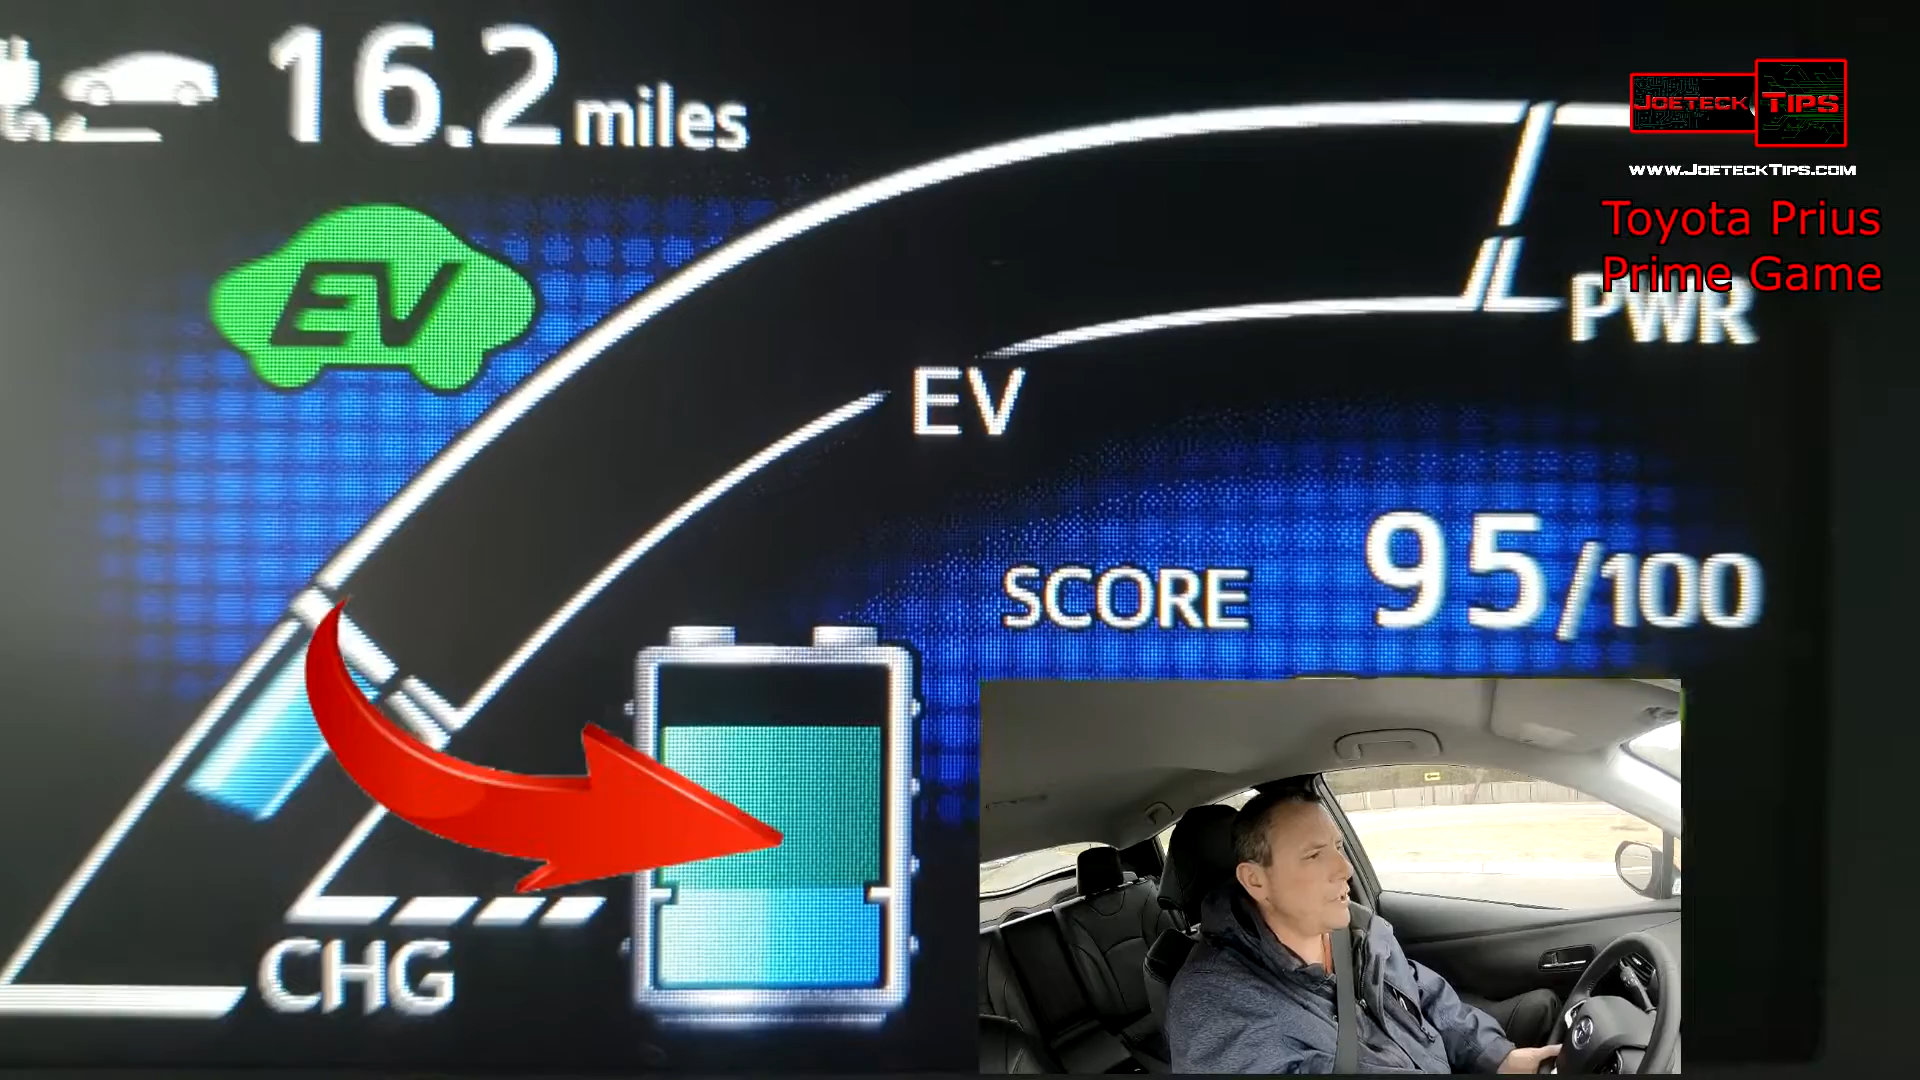 16.2 miles
JOETECK TIPS
WWW.JOETECKTIPS.COM
Toyota Prius
Prime Game
EV
PWR
EV
SCORE 95/100
CHG